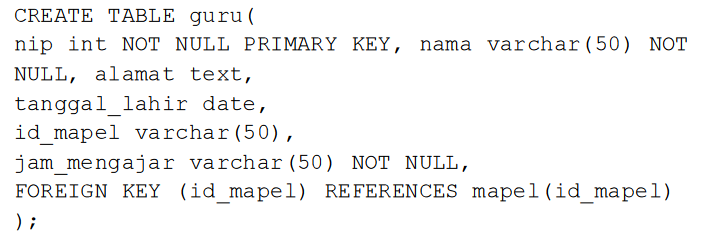 CREATE TABLE guru(
nip int NOT NULL PRIMARY KEY, nama varchar(50) NOT
NULL, alamat text,
tanggal_lahir date,
id_mapel varchar(50),
jam_mengajar varchar(50) NOT NULL,
FOREIGN KEY (id_mapel) REFERENCES mapel(id_mapel)
);